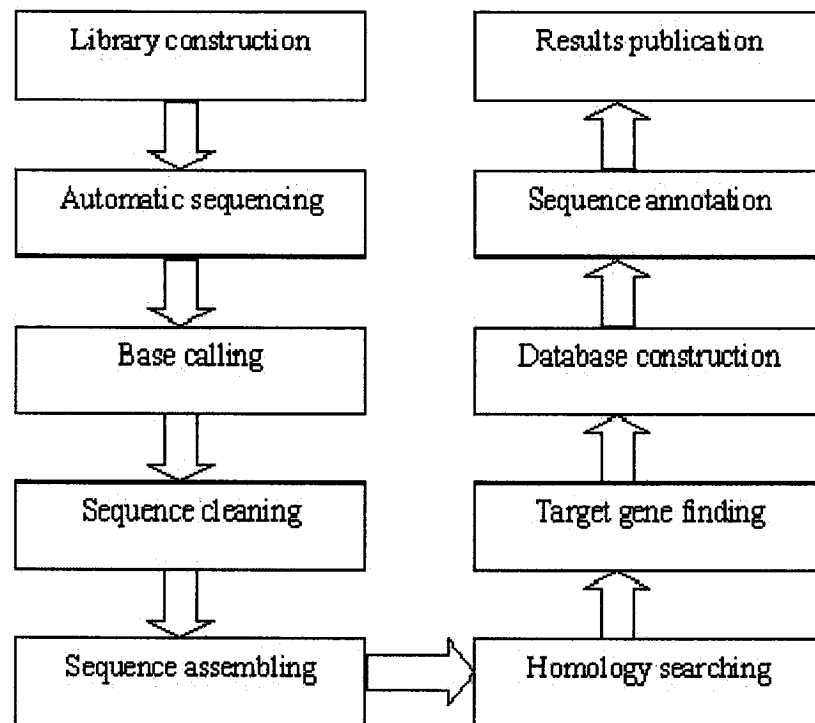 Library construction
Automatic sequencing
Base calling
Sequence cleaning
Sequence assembling
Homology searching
Target gene finding
Database construction
Sequence annotation
Results publication